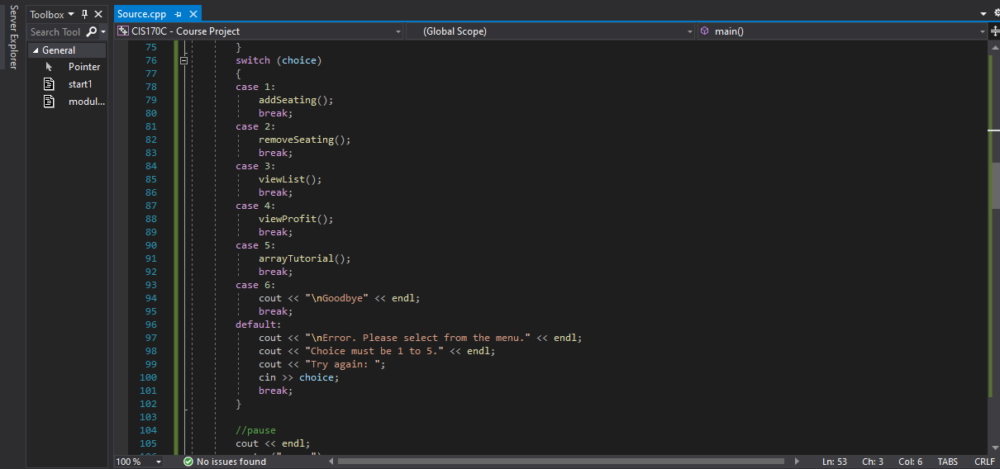 Server Explorer
Toolbox
Search Tool
General
Pointer
start1
modul...
Source.cpp
CIS170C - Course Project
(Global Scope)
main()
75 }
76 switch (choice)
77 {
78 case 1:
79 addSeating();
80 break;
81 case 2:
82 removeSeating();
83 break;
84 case 3:
85 viewList();
86 break;
87 case 4:
88 viewProfit();
89 break;
90 case 5:
91 arrayTutorial();
92 break;
93 case 6:
94 cout << "\nGoodbye" << endl;
95 break;
96 default:
97 cout << "\nError. Please select from the menu." << endl;
98 cout << "Choice must be 1 to 5." << endl;
99 cout << "Try again: ";
100 cin >> choice;
101 break;
102 }
103
104 //pause
105 cout << endl;
100 %
No issues found
Ln: 53 Ch: 3 Col: 6 TABS CRLF